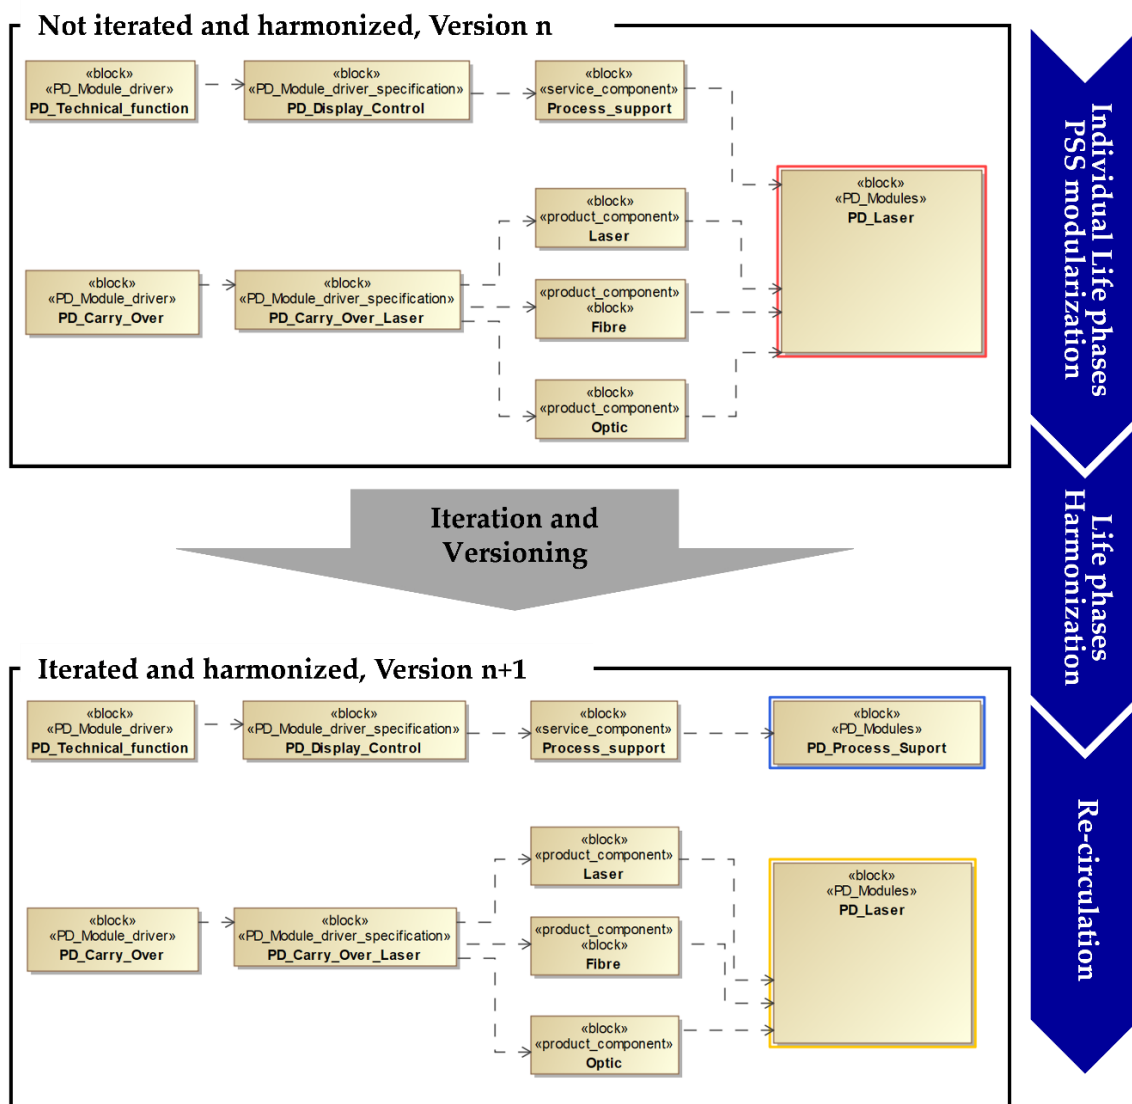 Not iterated and harmonized, Version n
«block»
«PD_Module_driver»
PD_Technical_function
«block»
«PD_Module_driver_specification»
PD_Display_Control
«block»
«service_component»
Process_support
«block»
«PD_Modules»
PD_Laser
«block»
«product_component»
Laser
«block»
«PD_Module_driver»
PD_Carry_Over
«block»
«PD_Module_driver_specification»
PD_Carry_Over_Laser
«product_component»
«block»
Fibre
«block»
«product_component»
Optic
Iteration and
Versioning
Iterated and harmonized, Version n+1
«block»
«PD_Module_driver»
PD_Technical_function
«block»
«PD_Module_driver_specification»
PD_Display_Control
«block»
«service_component»
Process_support
«block»
«PD_Modules»
PD_Process_Suport
«block»
«product_component»
Laser
«block»
«PD_Modules»
PD_Laser
«block»
«PD_Module_driver»
PD_Carry_Over
«block»
«PD_Module_driver_specification»
PD_Carry_Over_Laser
«product_component»
«block»
Fibre
«block»
«product_component»
Optic
Individual Life phases
PSS modularization
Life phases
Harmonization
Re-circulation